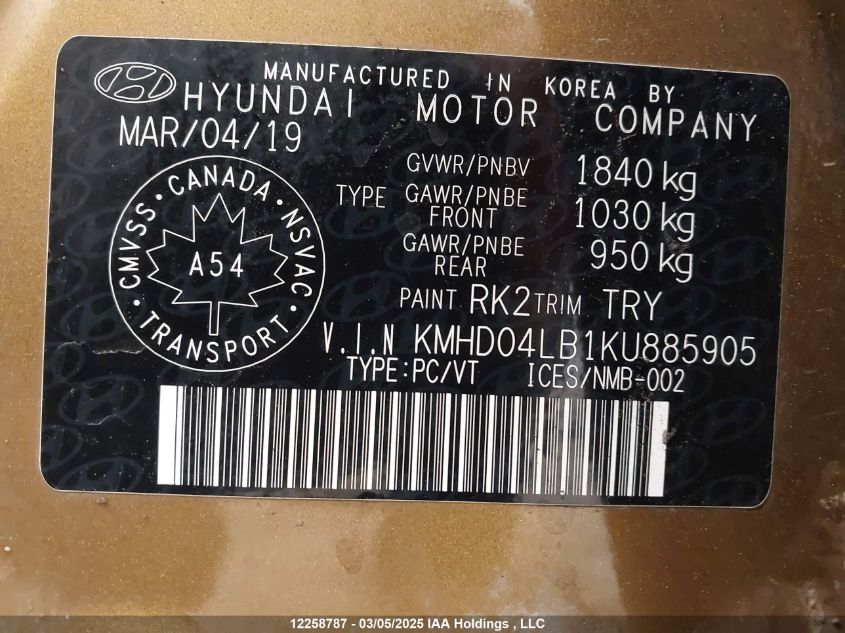 MANUFACTURED IN KOREA BY
HYUNDAI MOTOR COMPANY
MAR/04/19
CMVSS · CANADA · NSVAC · TRANSPORT
A54
GVWR/PNBV 1840 kg
TYPE GAWR/PNBE FRONT 1030 kg
GAWR/PNBE REAR 950 kg
PAINT RK2 TRIM TRY
V.I.N KMHD04LB1KU885905
TYPE:PC/VT ICES/NMB-002
12258787 - 03/05/2025 IAA Holdings , LLC